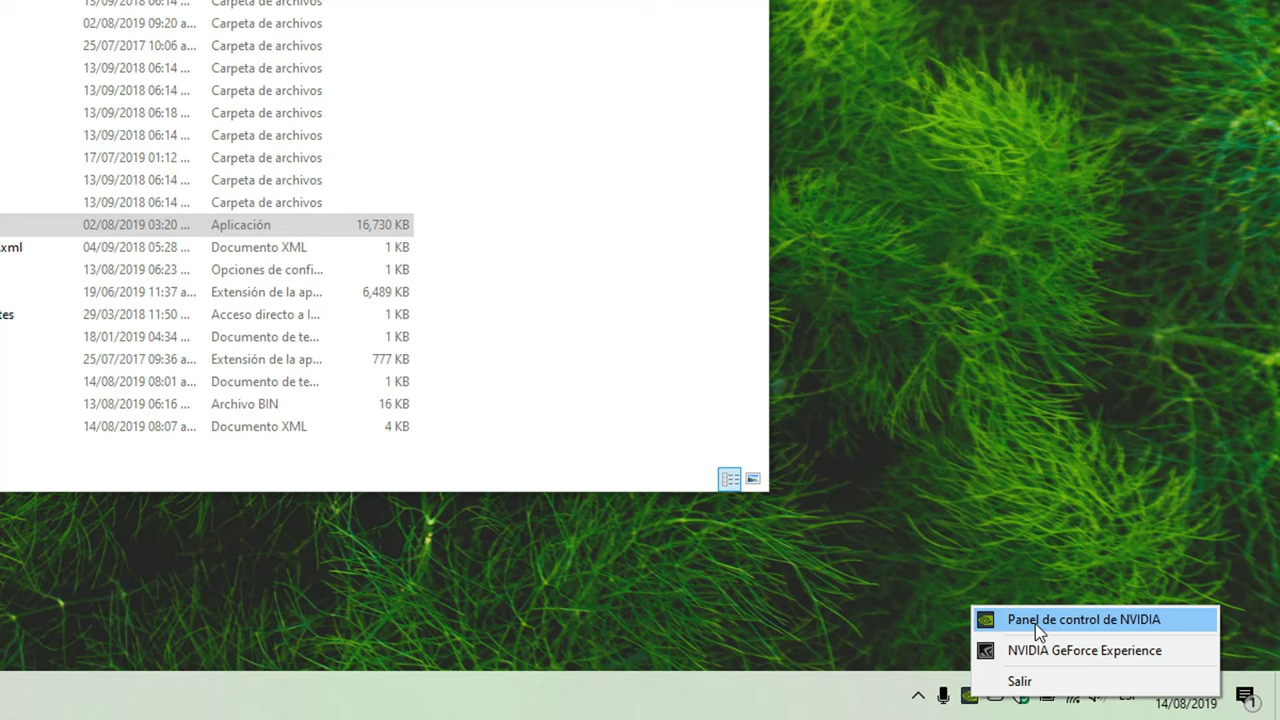 13/09/2018 06:14 ... Carpeta de archivos
02/08/2019 09:20 a... Carpeta de archivos
25/07/2017 10:06 a... Carpeta de archivos
13/09/2018 06:14 ... Carpeta de archivos
13/09/2018 06:14 ... Carpeta de archivos
13/09/2018 06:18 ... Carpeta de archivos
13/09/2018 06:14 ... Carpeta de archivos
17/07/2019 01:12 ... Carpeta de archivos
13/09/2018 06:14 ... Carpeta de archivos
13/09/2018 06:14 ... Carpeta de archivos
02/08/2019 03:20 ... Aplicación 16,730 KB
.xml 04/09/2018 05:28 ... Documento XML 1 KB
13/08/2019 06:23 ... Opciones de confi... 1 KB
19/06/2019 11:37 a... Extensión de la ap... 6,489 KB
tes 29/03/2018 11:50 ... Acceso directo a l... 1 KB
18/01/2019 04:34 ... Documento de te... 1 KB
25/07/2017 09:36 a... Extensión de la ap... 777 KB
14/08/2019 08:01 a... Documento de te... 1 KB
13/08/2019 06:16 ... Archivo BIN 16 KB
14/08/2019 08:07 a... Documento XML 4 KB
Panel de control de NVIDIA
NVIDIA GeForce Experience
Salir
14/08/2019
1